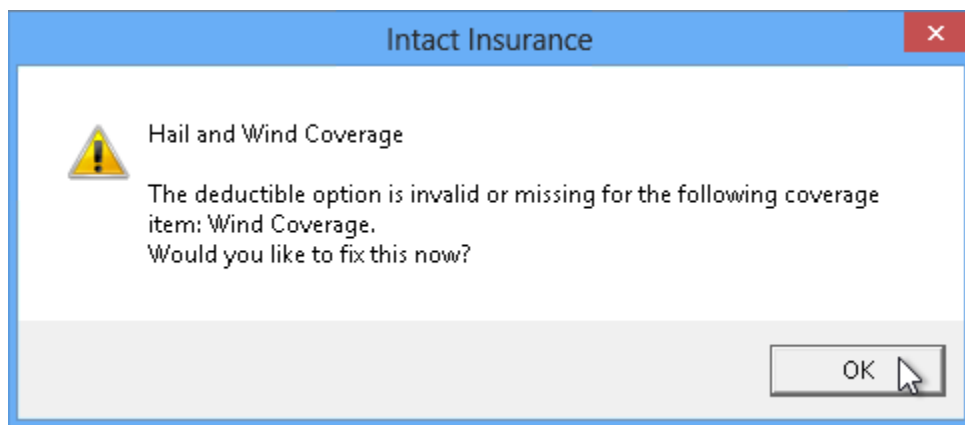 Intact Insurance
Hail and Wind Coverage
The deductible option is invalid or missing for the following coverage
item: Wind Coverage.
Would you like to fix this now?
OK